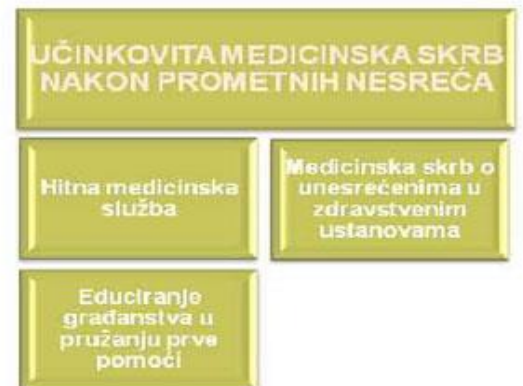 UČINKOVITA MEDICINSKA SKRB
NAKON PROMETNIH NESREĆA
Hitna medicinska
služba
Medicinska skrb o
unesrećenima u
zdravstvenim
ustanovama
Educiranje
građanstva u
pružanju prve
pomoći